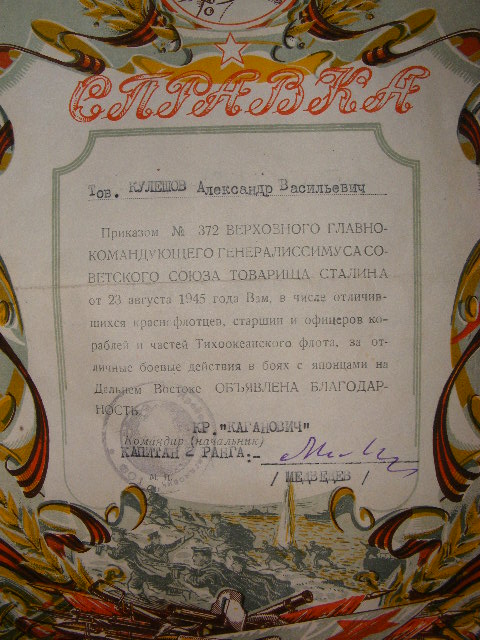 СПРАВКА
Тов. КУЛЕШОВ Александр Васильевич
Приказом № 372 ВЕРХОВНОГО ГЛАВНО-
КОМАНДУЮЩЕГО ГЕНЕРАЛИССИМУСА СО-
ВЕТСКОГО СОЮЗА ТОВАРИЩА СТАЛИНА
от 23 августа 1945 года Вам, в числе отличив-
шихся краснофлотцев, старшин и офицеров ко-
раблей и частей Тихоокеанского флота, за от-
личные боевые действия в боях с японцами на
Дальнем Востоке ОБЪЯВЛЕНА БЛАГОДАР-
НОСТЬ.
КР. "КАГАНОВИЧ"
Командир (начальник)
КАПИТАН 2 РАНГА:-
М. П.
/ МЕДВЕДЕВ /